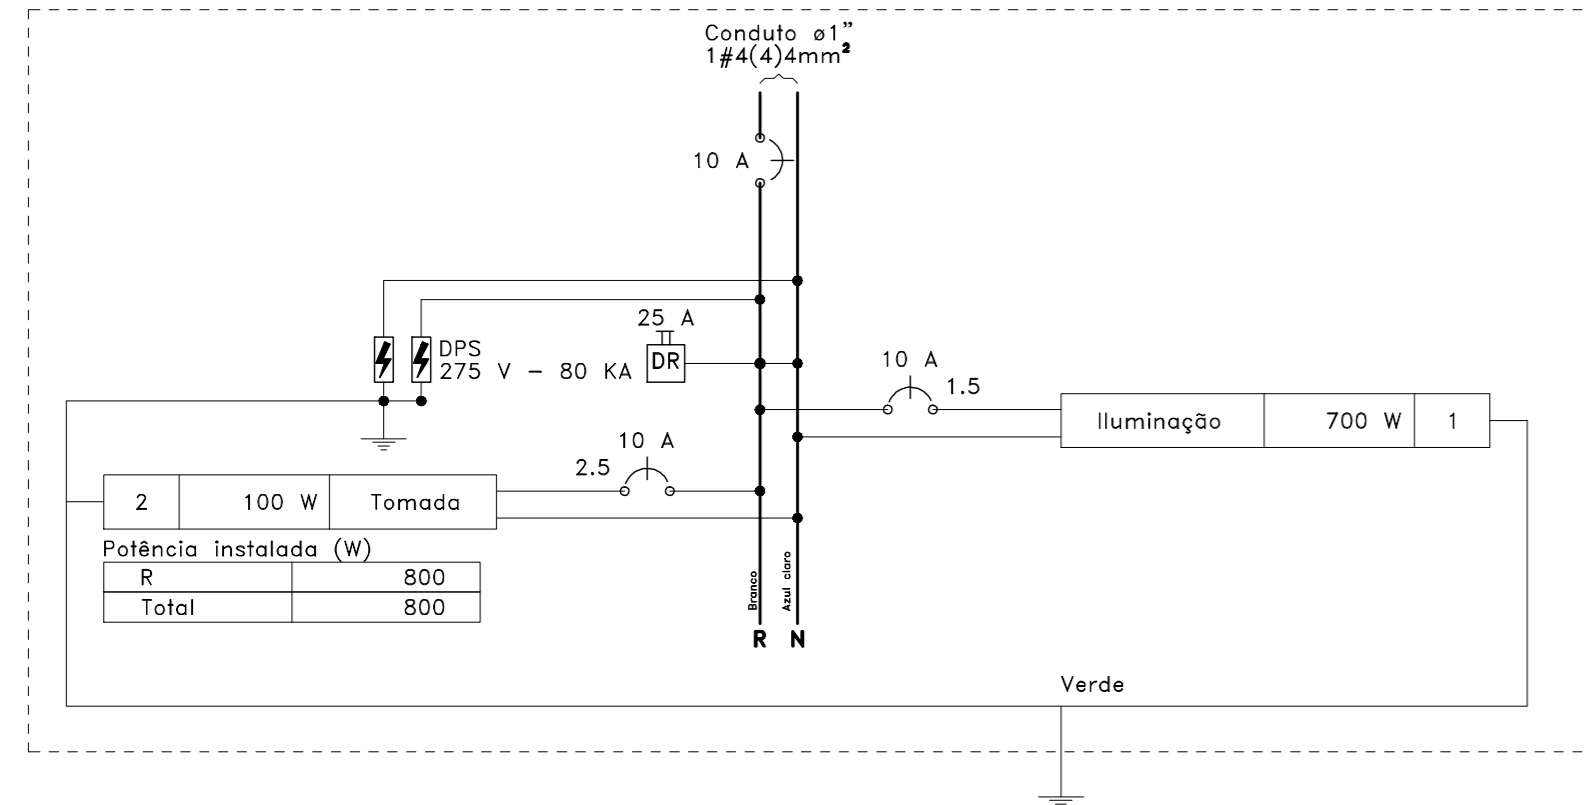 Conduto ø1"
1#4(4)4mm²
10 A
25 A
DR
DPS
275 V - 80 KA
10 A
1.5
Iluminação 700 W 1
10 A
2.5
2 100 W Tomada
Potência instalada (W)
R 800
Total 800
Branco
Azul claro
R N
Verde